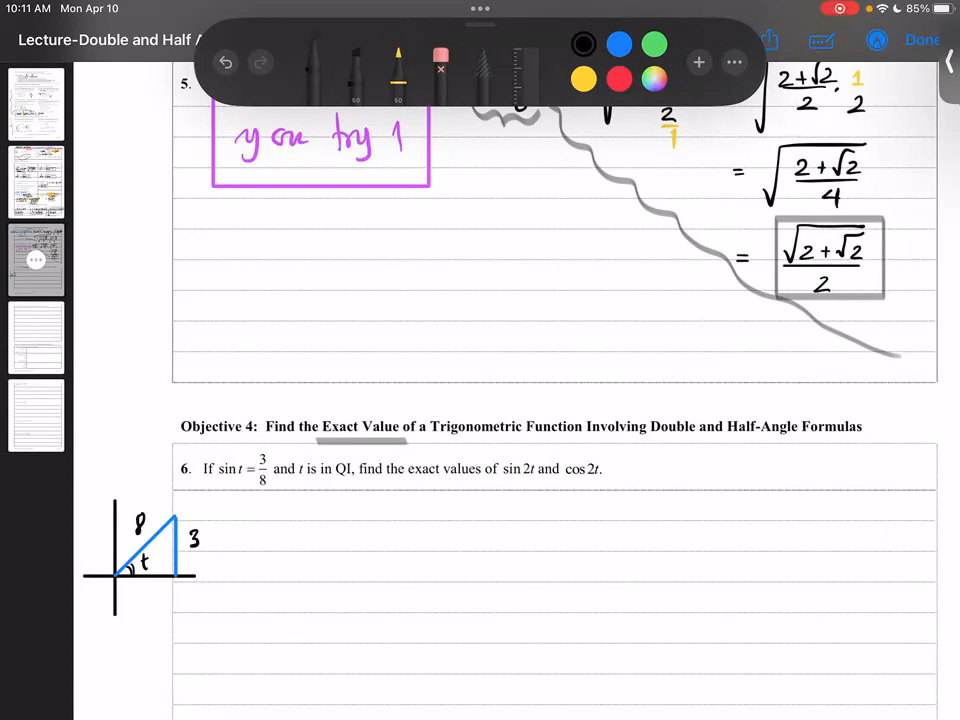 10:11 AM Mon Apr 10
85%
Lecture-Double and Half A
Done
50
50
5.
you try 1
2
1
2+√2 . 1
2 2
= √(2+√2 / 4)
= √2+√2
2
Objective 4: Find the Exact Value of a Trigonometric Function Involving Double and Half-Angle Formulas
6. If sin t = 3/8 and t is in QI, find the exact values of sin 2t and cos 2t.
8
3
t